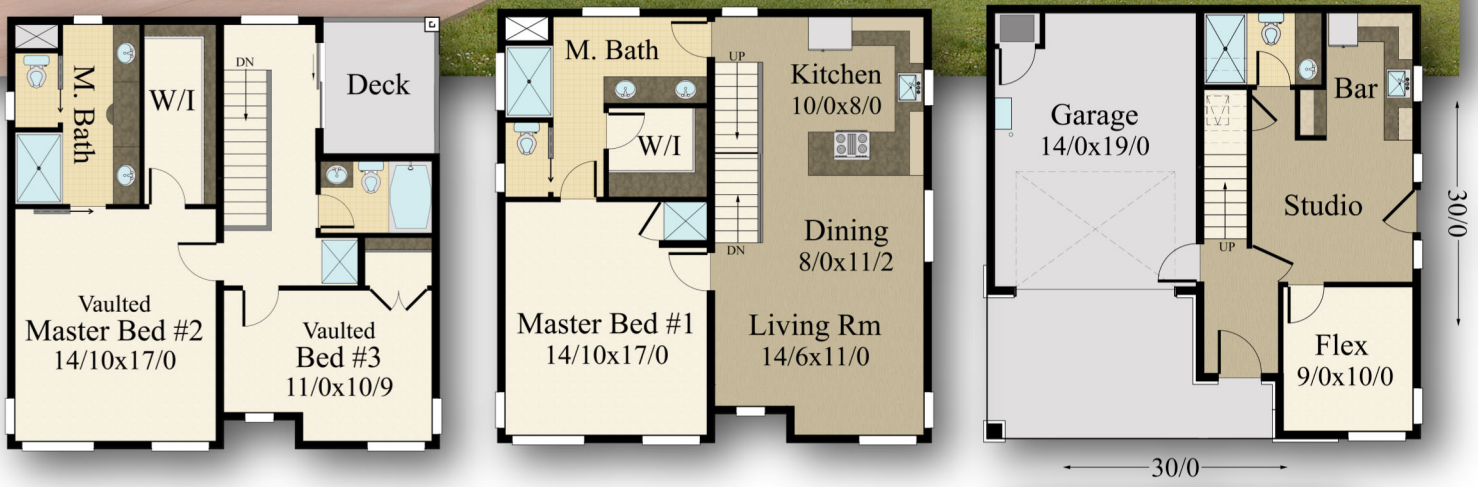 M. Bath
W/I
DN
Deck
Vaulted
Master Bed #2
14/10x17/0
Vaulted
Bed #3
11/0x10/9
M. Bath
W/I
UP
DN
Kitchen
10/0x8/0
Dining
8/0x11/2
Master Bed #1
14/10x17/0
Living Rm
14/6x11/0
Garage
14/0x19/0
Bar
Studio
UP
Flex
9/0x10/0
30/0
30/0